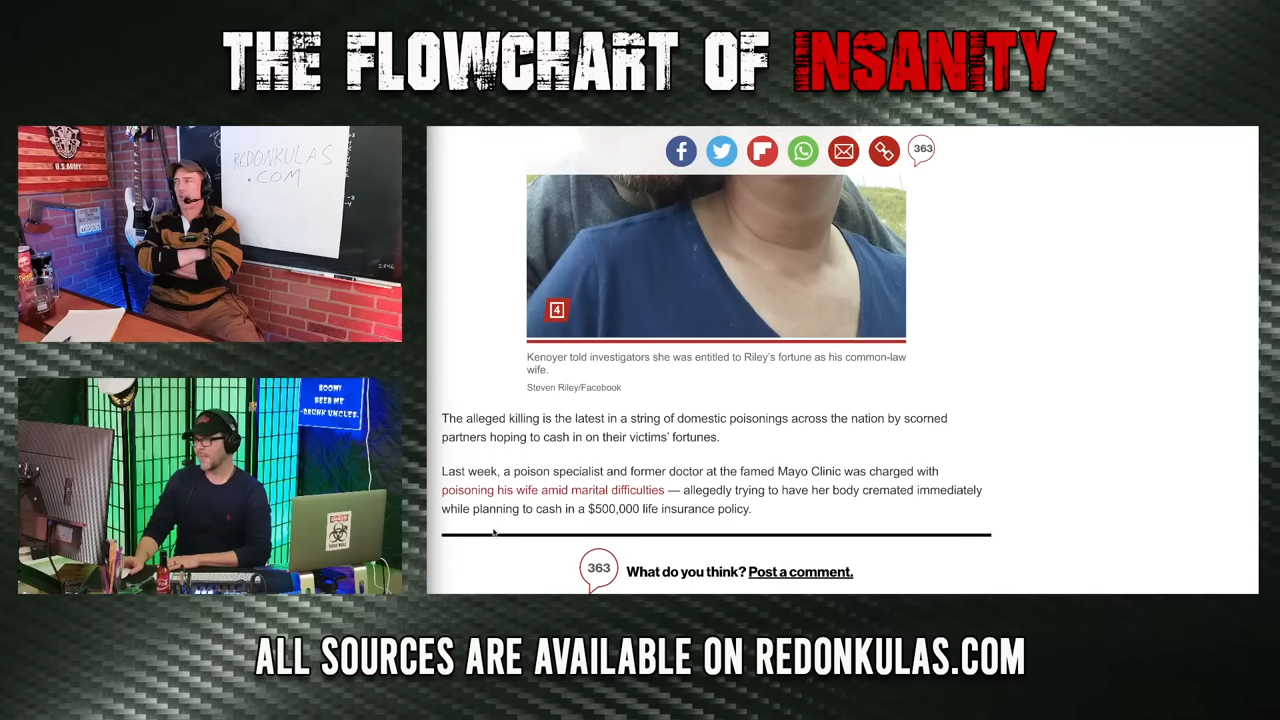 THE FLOWCHART OF INSANITY
U.S. ARMY
REDONKULAS
.COM
BOOM!
BEER ME
-DRUNK UNCLES.
363
4
Kenoyer told investigators she was entitled to Riley's fortune as his common-law
wife.
Steven Riley/Facebook
The alleged killing is the latest in a string of domestic poisonings across the nation by scorned
partners hoping to cash in on their victims' fortunes.
Last week, a poison specialist and former doctor at the famed Mayo Clinic was charged with
poisoning his wife amid marital difficulties — allegedly trying to have her body cremated immediately
while planning to cash in a $500,000 life insurance policy.
363
What do you think? Post a comment.
ALL SOURCES ARE AVAILABLE ON REDONKULAS.COM